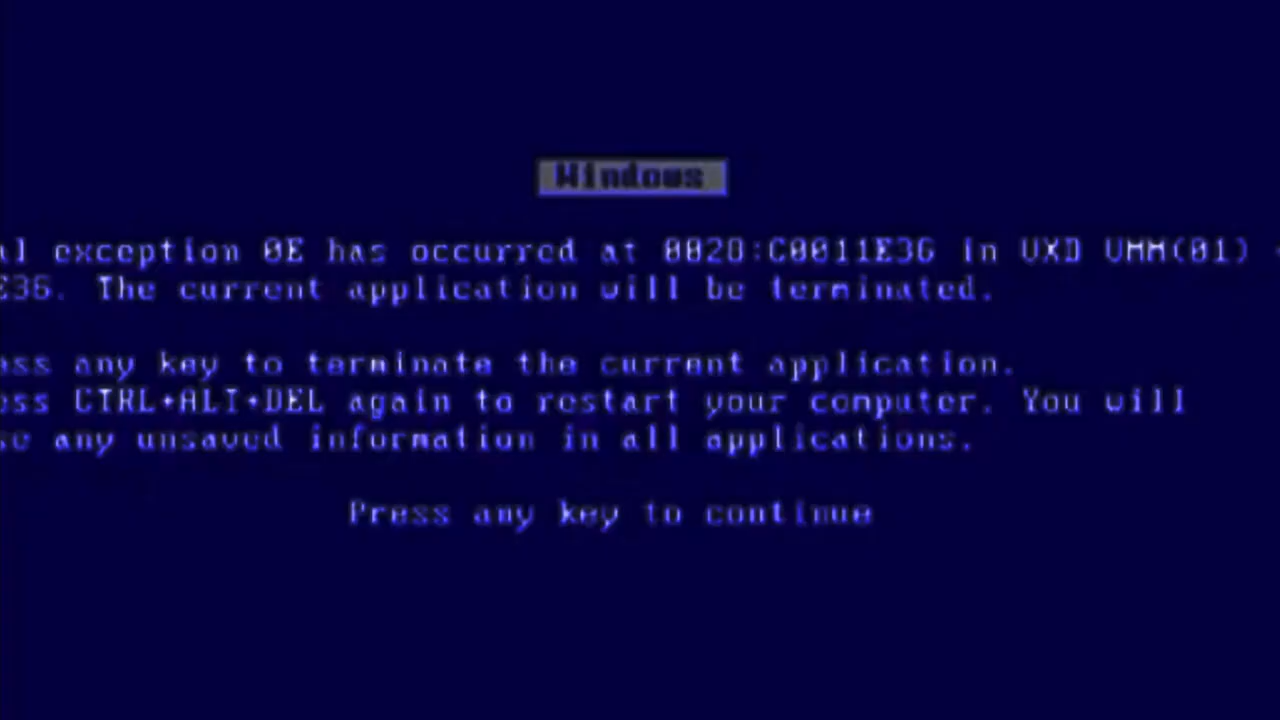 Windows
al exception 0E has occurred at 0028:C0011E36 in VXD VMM(01)
E36. The current application will be terminated.
ess any key to terminate the current application.
ess CTRL+ALT+DEL again to restart your computer. You will
se any unsaved information in all applications.
Press any key to continue